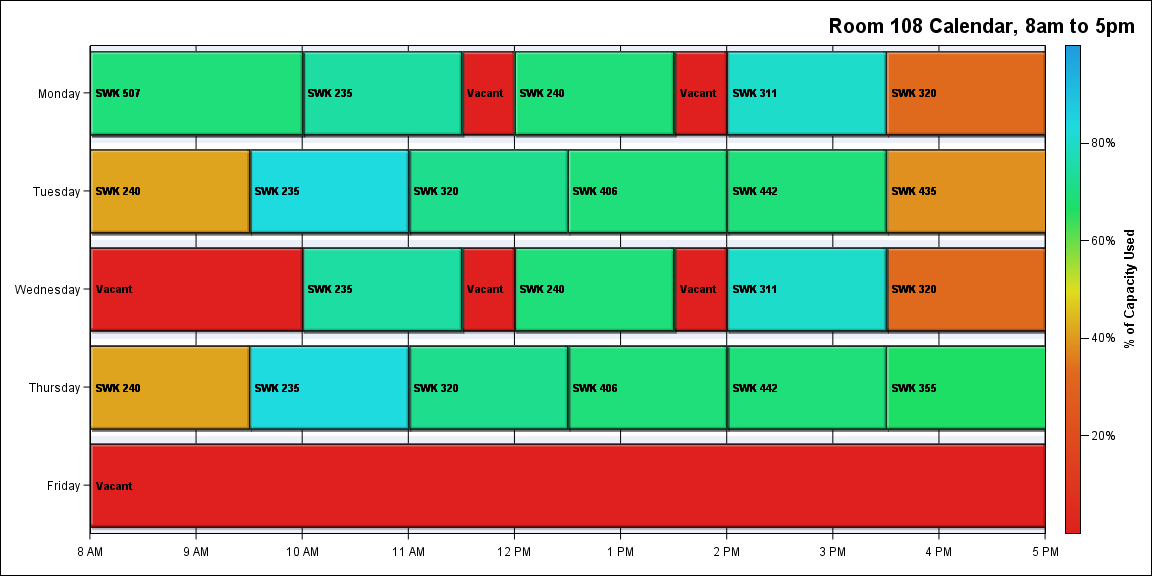 Room 108 Calendar, 8am to 5pm
Monday
SWK 507
SWK 235
Vacant
SWK 240
Vacant
SWK 311
SWK 320
Tuesday
SWK 240
SWK 235
SWK 320
SWK 406
SWK 442
SWK 435
Wednesday
Vacant
SWK 235
Vacant
SWK 240
Vacant
SWK 311
SWK 320
Thursday
SWK 240
SWK 235
SWK 320
SWK 406
SWK 442
SWK 355
Friday
Vacant
8 AM
9 AM
10 AM
11 AM
12 PM
1 PM
2 PM
3 PM
4 PM
5 PM
80%
60%
40%
20%
% of Capacity Used